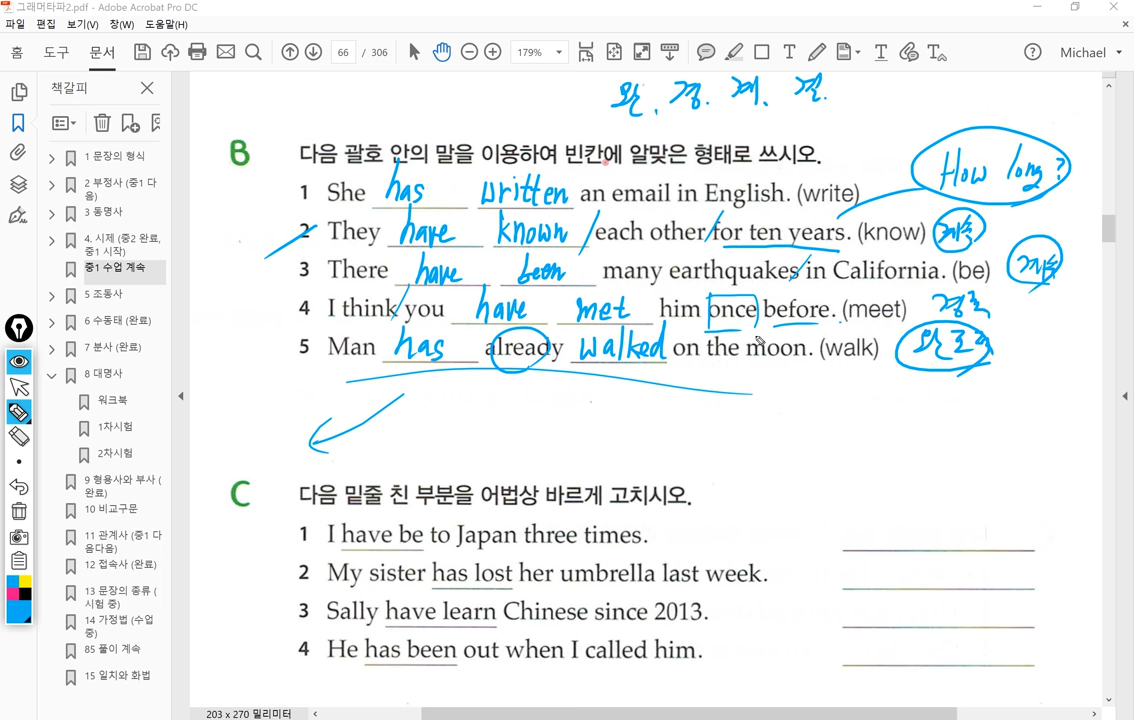 그래머타파2.pdf - Adobe Acrobat Pro DC
파일 편집 보기(V) 창(W) 도움말(H)
홈 도구 문서 66 / 306 179% Michael
책갈피
1 문장의 형식
2 부정사 (중1 다
음)
3 동명사
4. 시제 (중2 완료,
중1 시작)
중1 수업 계속
5 조동사
6 수동태 (완료)
7 분사 (완료)
8 대명사
워크북
1차시험
2차시험
9 형용사와 부사 (
완료)
10 비교구문
11 관계사 (중1 다
음다음)
12 접속사 (완료)
13 문장의 종류 (
시험 중)
14 가정법 (수업
중)
85 풀이 계속
15 일치와 화법
완. 경. 계. 결.
B 다음 괄호 안의 말을 이용하여 빈칸에 알맞은 형태로 쓰시오.
How long?
1 She has written an email in English. (write)
2 They have known each other for ten years. (know) 계속
3 There have been many earthquakes in California. (be) 계속
4 I think you have met him once before. (meet)
5 Man has already walked on the moon. (walk) 완료
C 다음 밑줄 친 부분을 어법상 바르게 고치시오.
1 I have be to Japan three times.
2 My sister has lost her umbrella last week.
3 Sally have learn Chinese since 2013.
4 He has been out when I called him.
203 x 270 밀리미터